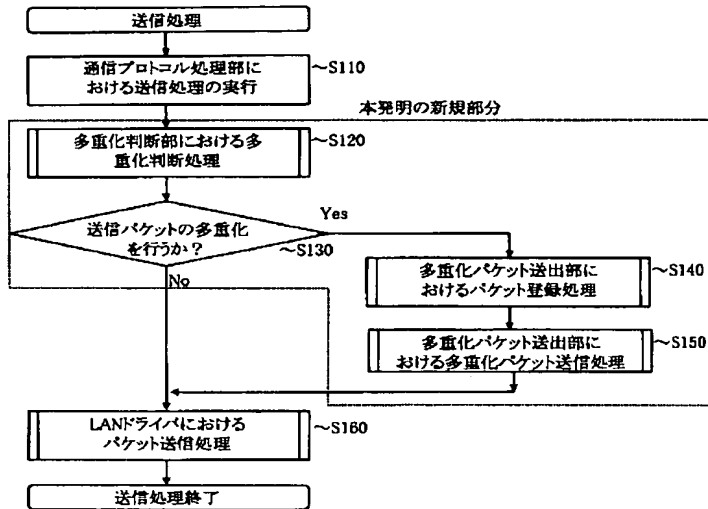 送信処理
通信プロトコル処理部に
おける送信処理の実行
～S110
本発明の新規部分
多重化判断部における多
重化判断処理
～S120
送信パケットの多重化
を行うか？
～S130
Yes
No
多重化パケット送出部に
おけるパケット登録処理
～S140
多重化パケット送出部に
おける多重化パケット送信処理
～S150
LANドライバにおける
パケット送信処理
～S160
送信処理終了